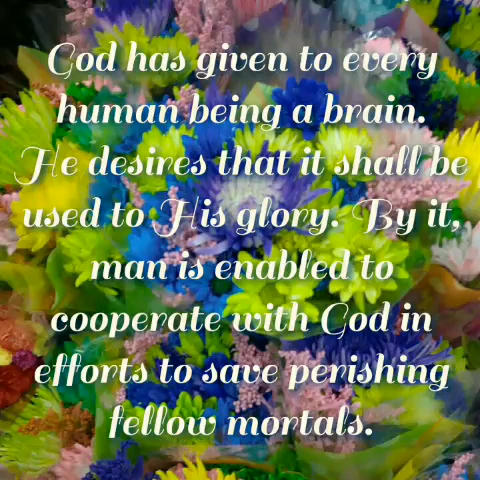 God has given to every
human being a brain.
He desires that it shall be
used to His glory. By it,
man is enabled to
cooperate with God in
efforts to save perishing
fellow mortals.